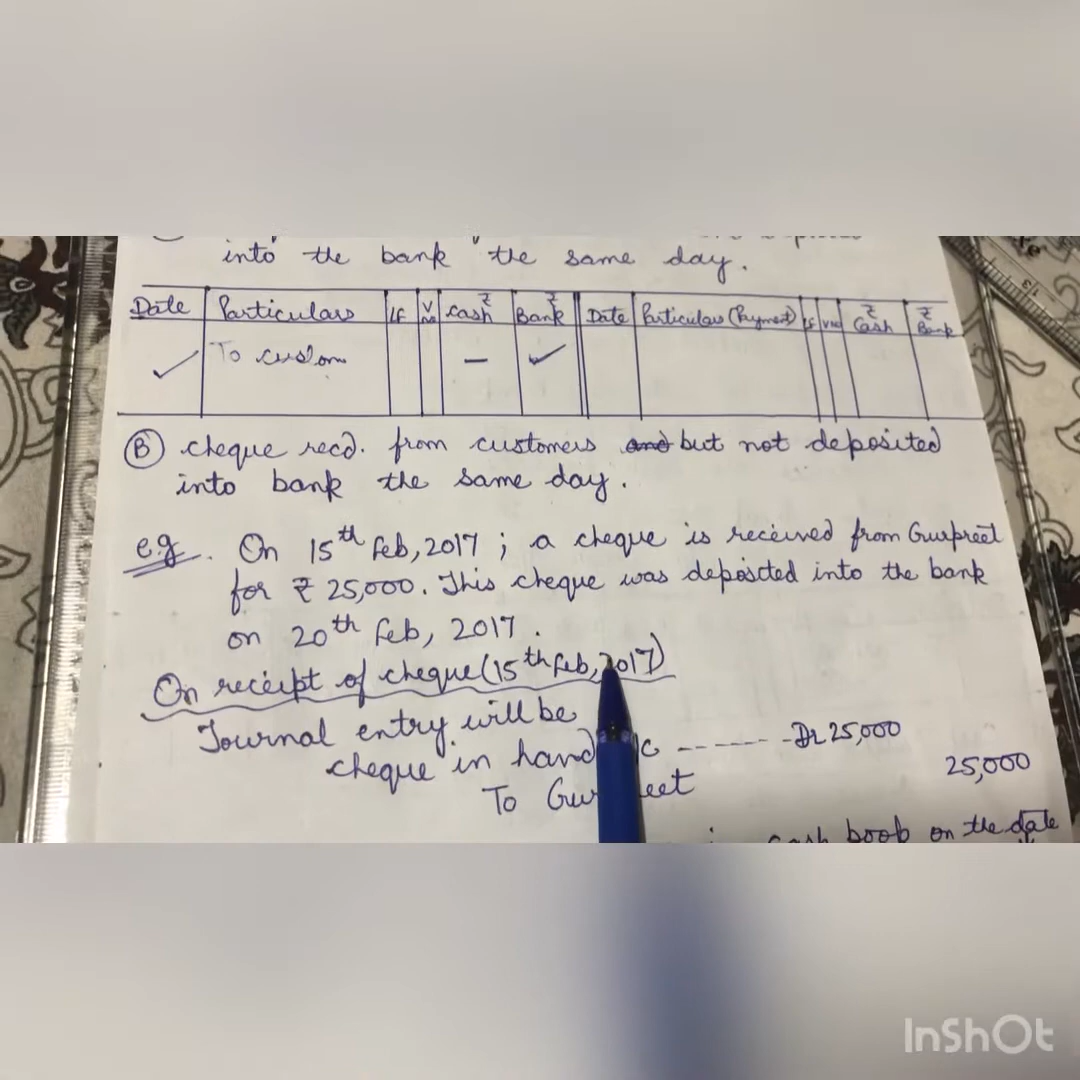 into the bank the same day.
Date Particulars LF V No ₹ Cash ₹ Bank Date Particulars (Payment) LF VNo ₹ Cash ₹ Bank
✓ To custom — ✓
(B) cheque recd. from customers and but not deposited
into bank the same day.
e.g. On 15th Feb, 2017 ; a cheque is received from Gurpreet
for ₹ 25,000. This cheque was deposited into the bank
on 20th Feb, 2017.
On receipt of cheque (15th Feb, 2017)
Journal entry will be
cheque in hand ------ Dr 25,000
25,000
To
cash book on the date
InShOt